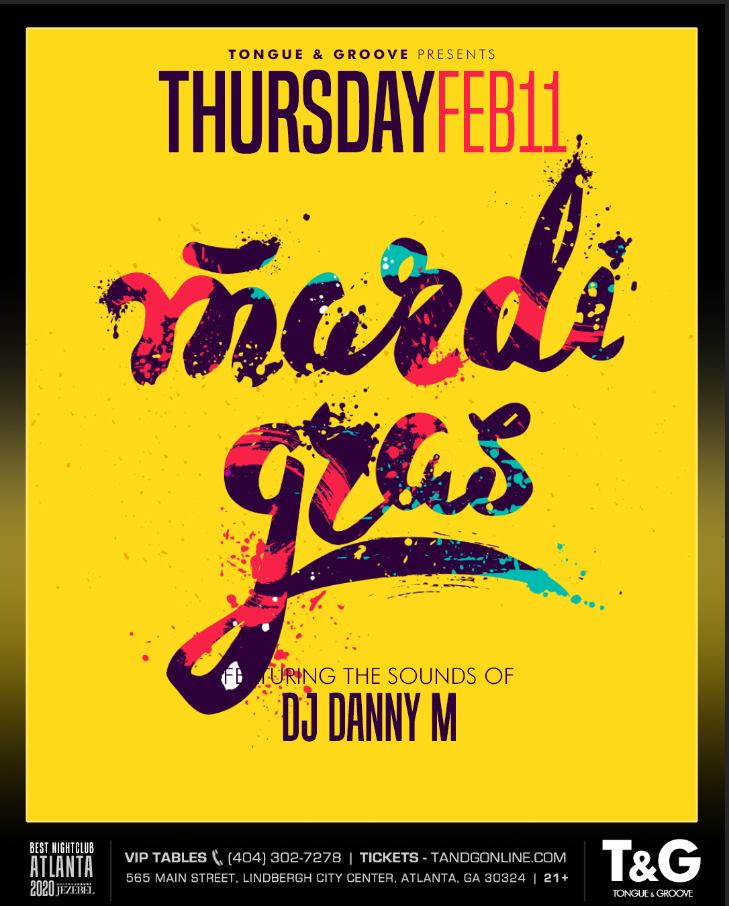 TONGUE & GROOVE PRESENTS
THURSDAY FEB 11
mardi
gras
FEATURING THE SOUNDS OF
DJ DANNY M
BEST NIGHTCLUB
ATLANTA
2020 JEZEBEL
VIP TABLES (404) 302-7278 | TICKETS - TANDGONLINE.COM
565 MAIN STREET, LINDBERGH CITY CENTER, ATLANTA, GA 30324 | 21+
T&G
TONGUE & GROOVE